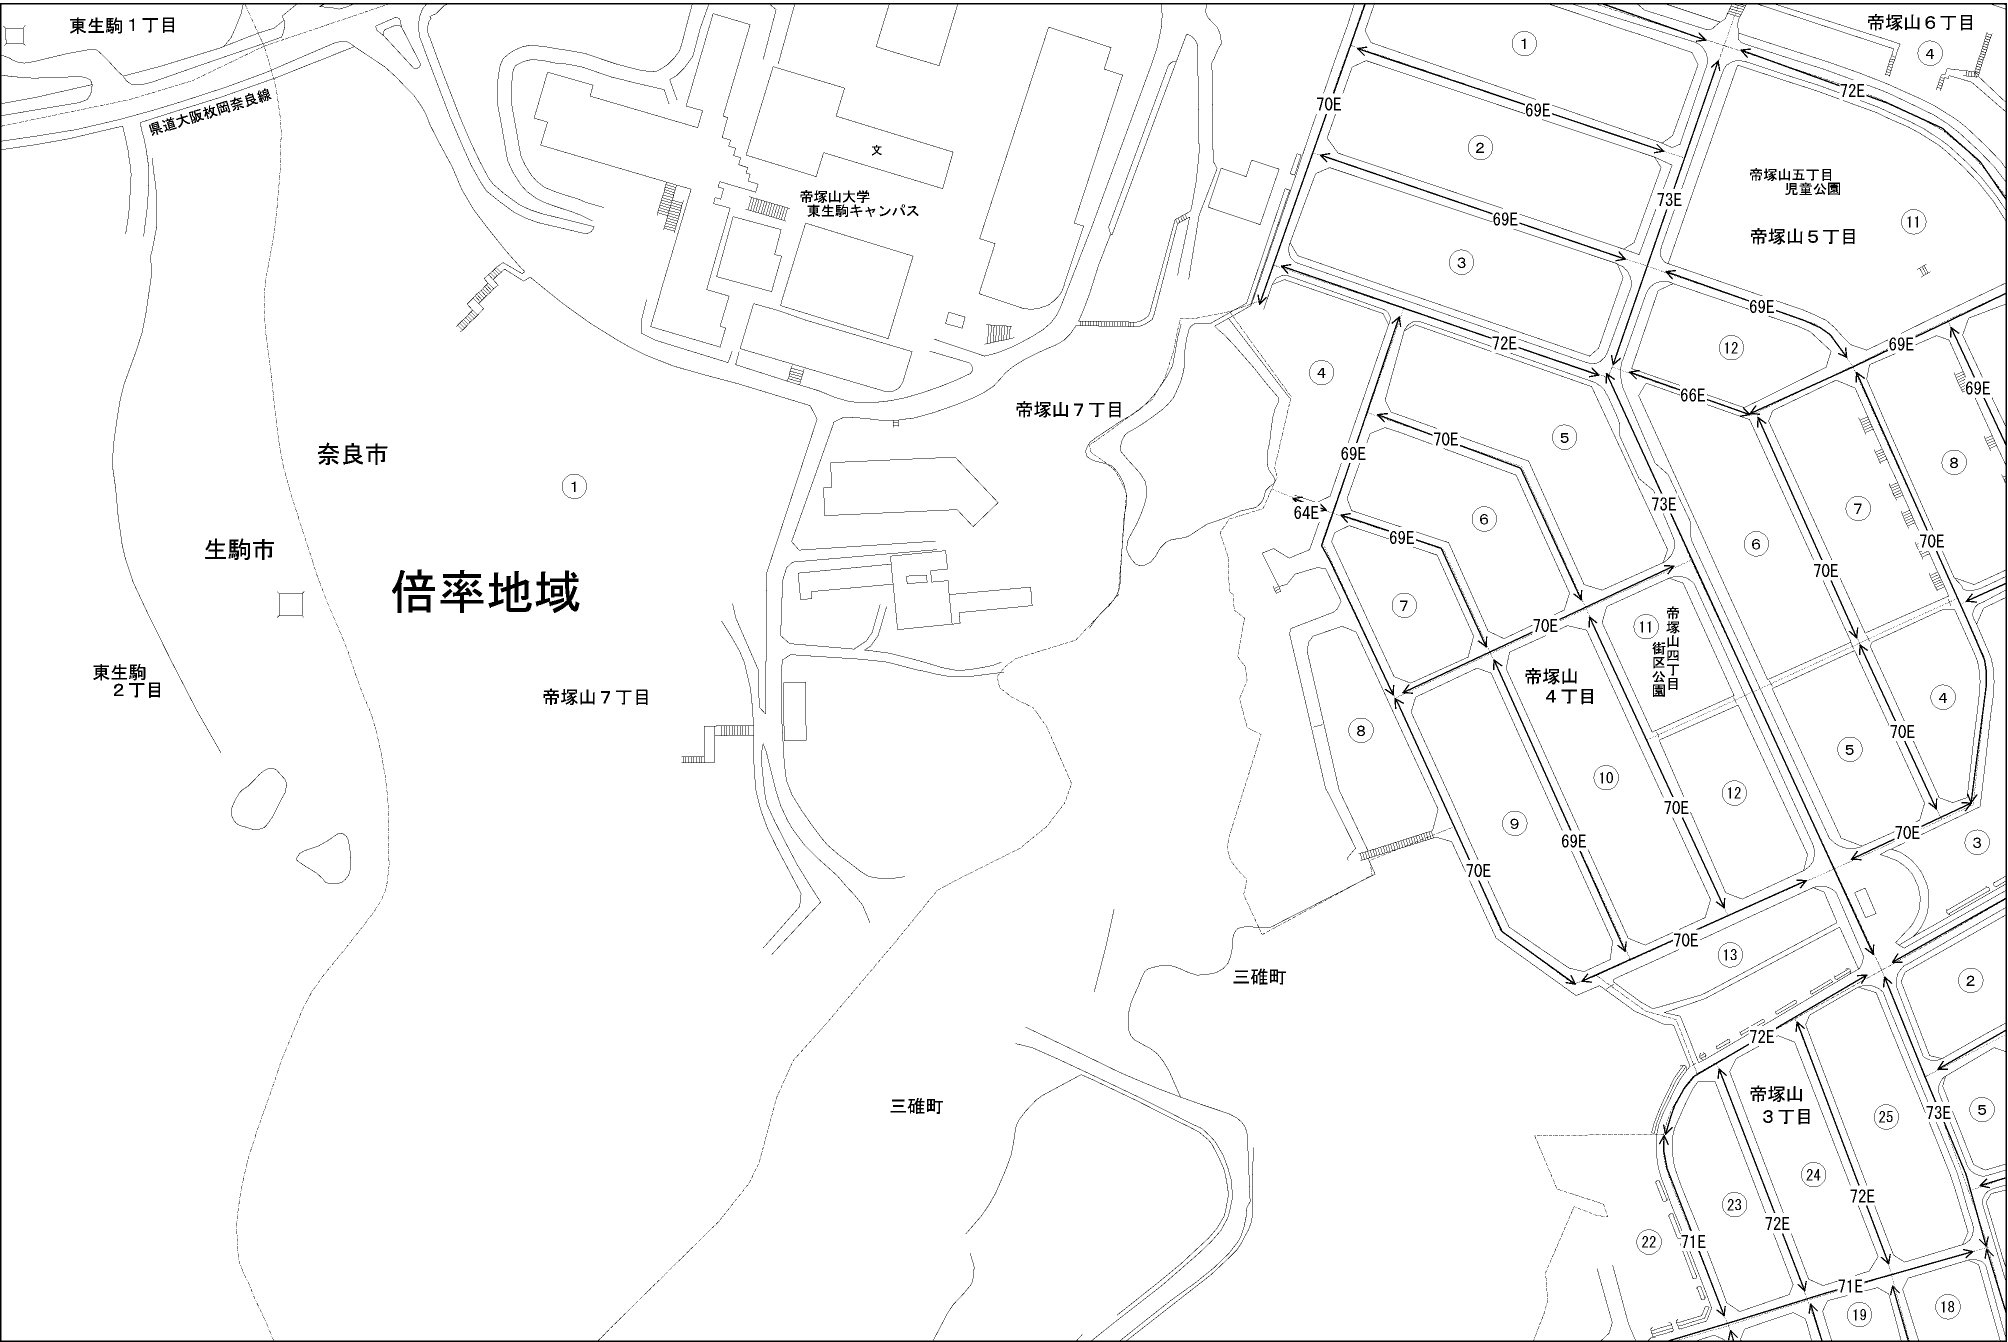 東生駒１丁目
県道大阪枚岡奈良線
文
帝塚山大学
東生駒キャンパス
帝塚山６丁目
④
①
70E
69E
72E
②
帝塚山五丁目
児童公園
73E
69E
⑪
帝塚山５丁目
③
69E
72E
69E
⑫
④
66E
69E
帝塚山７丁目
奈良市
①
70E
⑤
69E
⑧
73E
64E
⑥
69E
⑦
70E
⑥
生駒市
倍率地域
70E
⑦
70E
⑪
帝塚山四丁目
街区公園
東生駒
２丁目
帝塚山７丁目
帝塚山
４丁目
④
⑧
70E
⑤
⑩
⑫
70E
⑨
69E
70E
③
70E
70E
⑬
三碓町
②
72E
三碓町
帝塚山
３丁目
㉕
73E
⑤
㉔
72E
㉓
72E
㉒
71E
71E
⑲
⑱